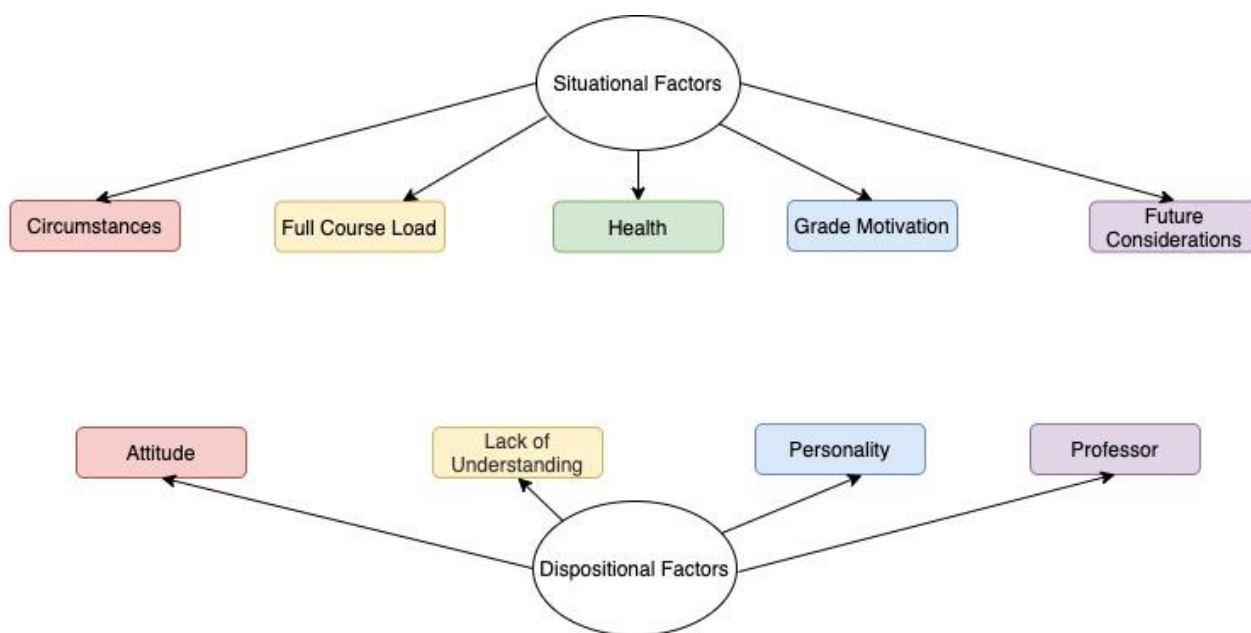 Situational Factors
Circumstances
Full Course Load
Health
Grade Motivation
Future
Considerations
Attitude
Lack of
Understanding
Personality
Professor
Dispositional Factors